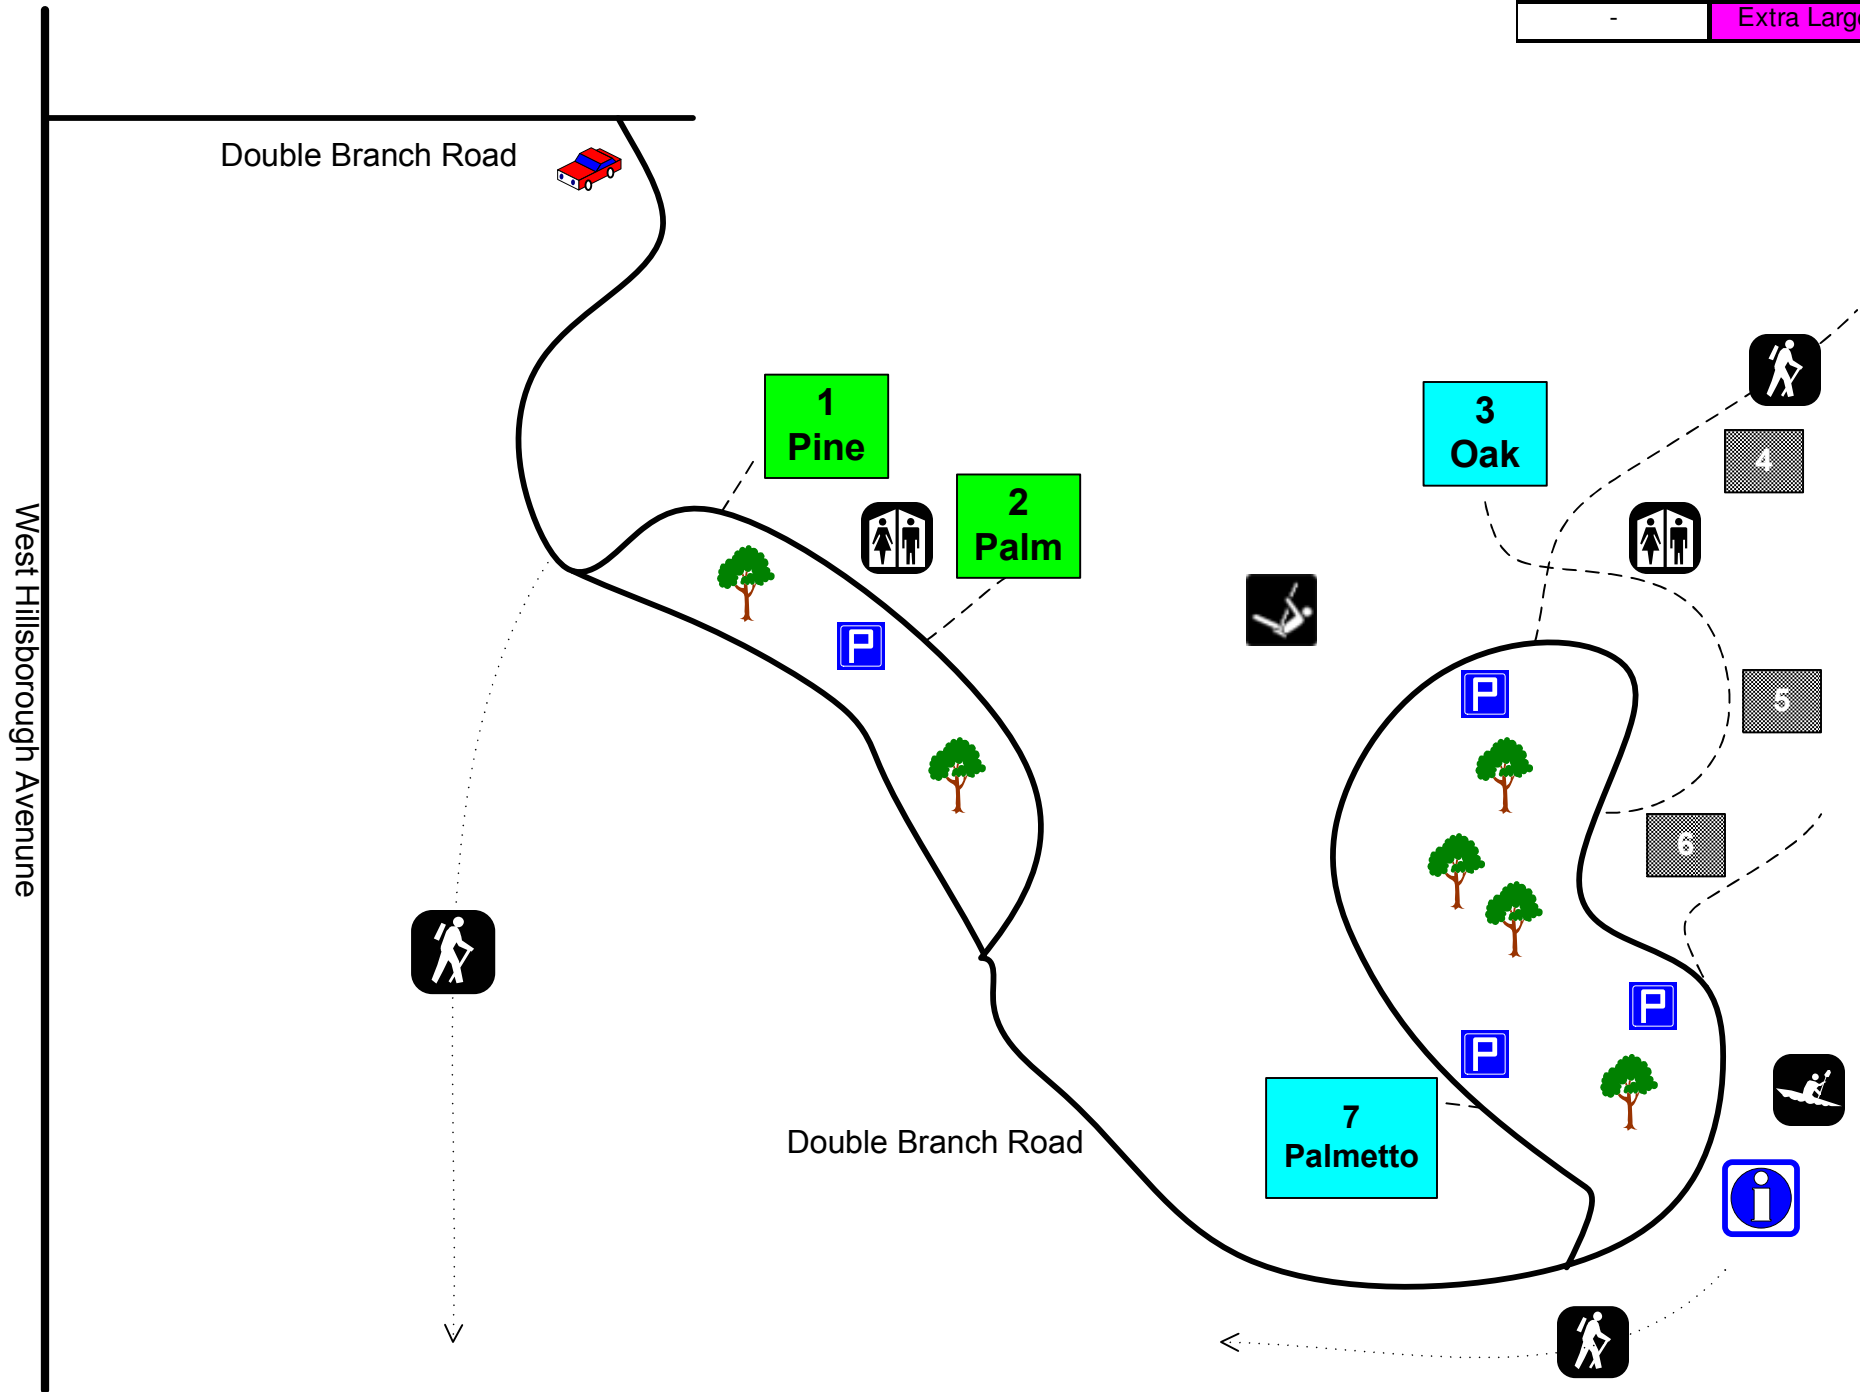 -
Extra Large
Double Branch Road
1
Pine
2
Palm
3
Oak
4
5
6
P
P
P
P
West Hillsborough Avenune
Double Branch Road
7
Palmetto
i